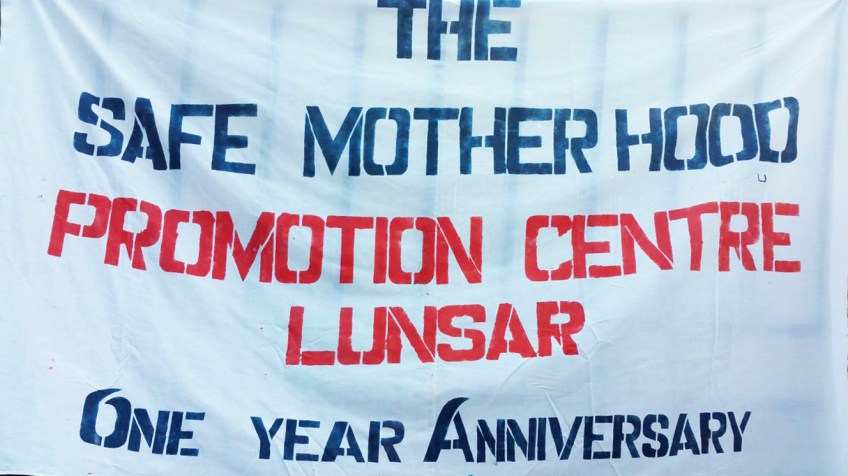 THE
SAFE MOTHER HOOD
PROMOTION CENTRE
LUNSAR
ONE YEAR ANNIVERSARY